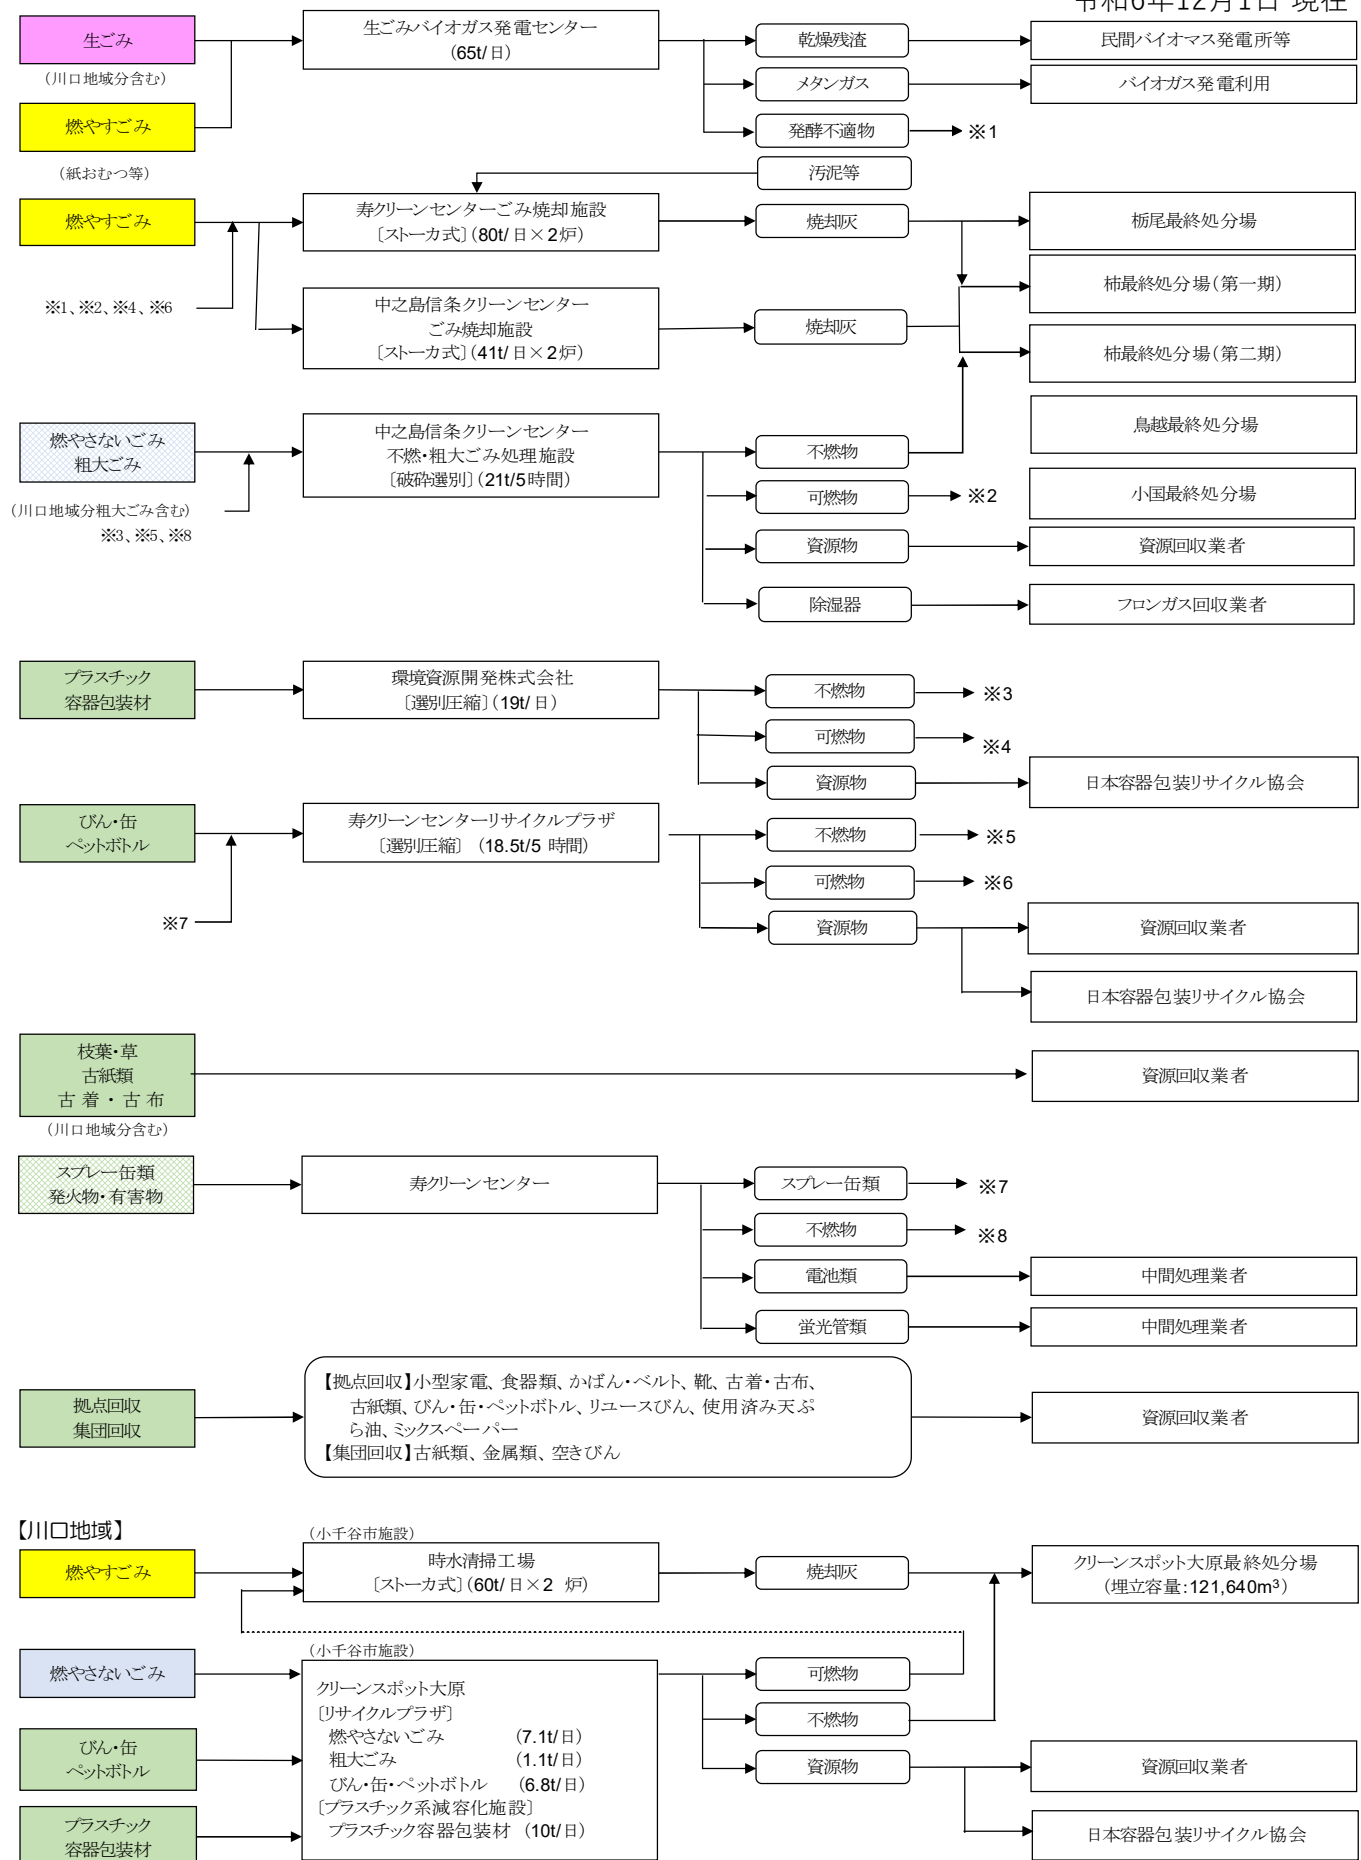 令和6年12月1日 現在
生ごみ
(川口地域分含む)
生ごみバイオガス発電センター
(65t/日)
乾燥残渣
民間バイオマス発電所等
メタンガス
バイオガス発電利用
燃やすごみ
(紙おむつ等)
発酵不適物
※1
汚泥等
燃やすごみ
寿クリーンセンターごみ焼却施設
〔ストーカ式〕(80t/日×2炉)
焼却灰
栃尾最終処分場
※1、※2、※4、※6
柿最終処分場(第一期)
中之島信条クリーンセンター
ごみ焼却施設
〔ストーカ式〕(41t/日×2炉)
焼却灰
柿最終処分場(第二期)
鳥越最終処分場
燃やさないごみ
粗大ごみ
(川口地域分粗大ごみ含む)
※3、※5、※8
中之島信条クリーンセンター
不燃・粗大ごみ処理施設
〔破砕選別〕(21t/5時間)
不燃物
可燃物
※2
小国最終処分場
資源物
資源回収業者
除湿器
フロンガス回収業者
プラスチック
容器包装材
環境資源開発株式会社
〔選別圧縮〕(19t/日)
不燃物
※3
可燃物
※4
資源物
日本容器包装リサイクル協会
びん・缶
ペットボトル
※7
寿クリーンセンターリサイクルプラザ
〔選別圧縮〕 (18.5t/5 時間)
不燃物
※5
可燃物
※6
資源物
資源回収業者
日本容器包装リサイクル協会
枝葉・草
古紙類
古着・古布
(川口地域分含む)
資源回収業者
スプレー缶類
発火物・有害物
寿クリーンセンター
スプレー缶類
※7
不燃物
※8
電池類
中間処理業者
蛍光管類
中間処理業者
拠点回収
集団回収
【拠点回収】小型家電、食器類、かばん・ベルト、靴、古着・古布、
古紙類、びん・缶・ペットボトル、リユースびん、使用済み天ぷ
ら油、ミックスペーパー
【集団回収】古紙類、金属類、空きびん
資源回収業者
【川口地域】
燃やすごみ
(小千谷市施設)
時水清掃工場
〔ストーカ式〕(60t/日×2 炉)
焼却灰
クリーンスポット大原最終処分場
(埋立容量:121,640m³)
燃やさないごみ
びん・缶
ペットボトル
プラスチック
容器包装材
(小千谷市施設)
クリーンスポット大原
〔リサイクルプラザ〕
燃やさないごみ (7.1t/日)
粗大ごみ (1.1t/日)
びん・缶・ペットボトル (6.8t/日)
〔プラスチック系減容化施設〕
プラスチック容器包装材 (10t/日)
可燃物
不燃物
資源物
資源回収業者
日本容器包装リサイクル協会